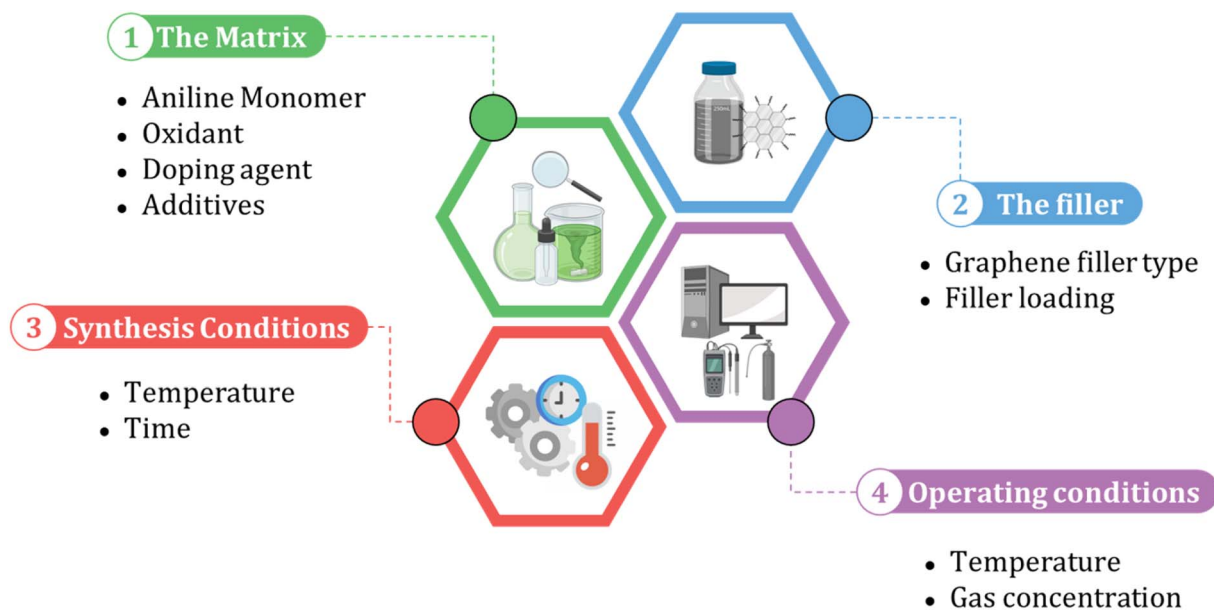 1 The Matrix
• Aniline Monomer
• Oxidant
• Doping agent
• Additives
250mL
2 The filler
• Graphene filler type
• Filler loading
3 Synthesis Conditions
• Temperature
• Time
4 Operating conditions
• Temperature
• Gas concentration